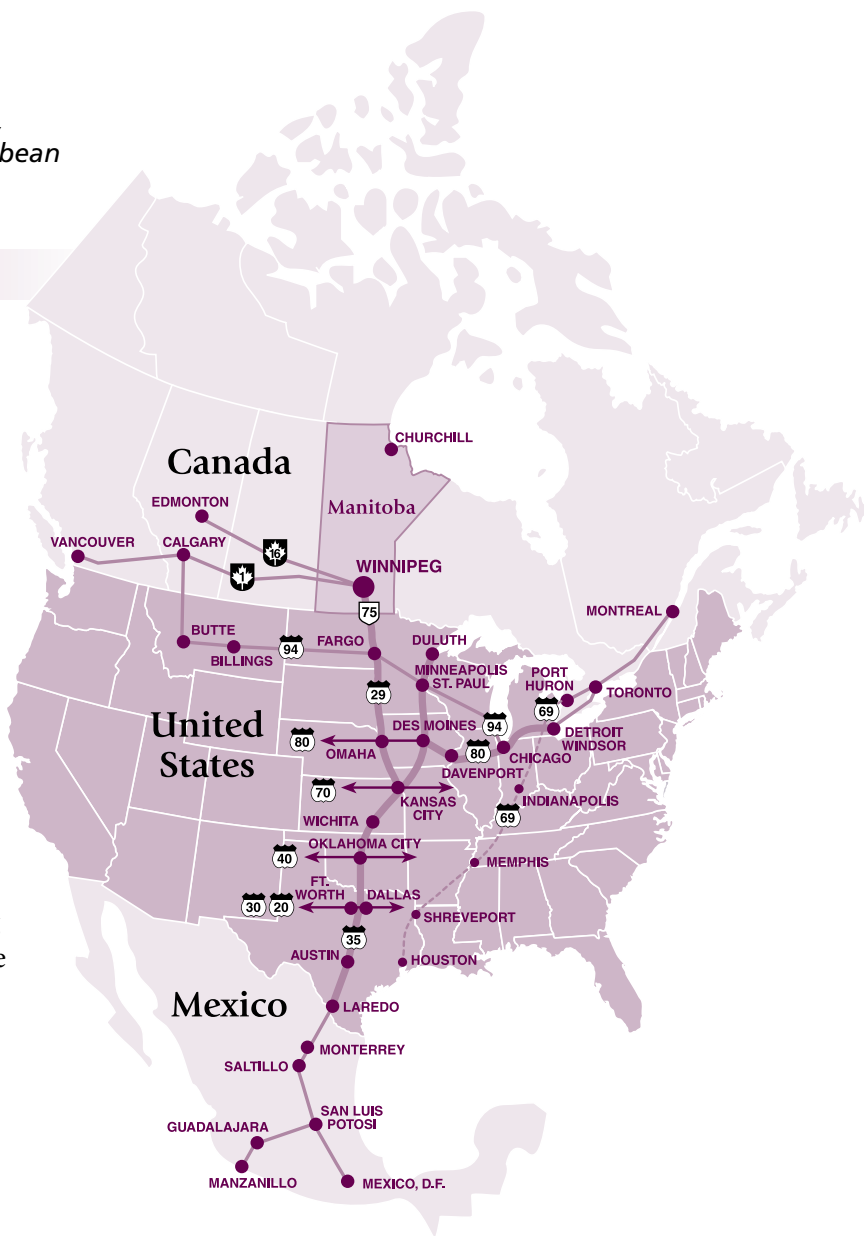 bean
CHURCHILL
Canada
EDMONTON
Manitoba
16
VANCOUVER
CALGARY
1
WINNIPEG
75
MONTREAL
BUTTE
FARGO
DULUTH
94
BILLINGS
MINNEAPOLIS
ST. PAUL
PORT
HURON
TORONTO
29
69
United
States
DES MOINES
94
DETROIT
WINDSOR
80
OMAHA
80
CHICAGO
DAVENPORT
70
KANSAS
CITY
INDIANAPOLIS
69
WICHITA
OKLAHOMA CITY
40
MEMPHIS
FT.
WORTH
DALLAS
30
20
SHREVEPORT
35
AUSTIN
HOUSTON
e
Mexico
LAREDO
MONTERREY
SALTILLO
SAN LUIS
POTOSI
GUADALAJARA
MANZANILLO
MEXICO, D.F.